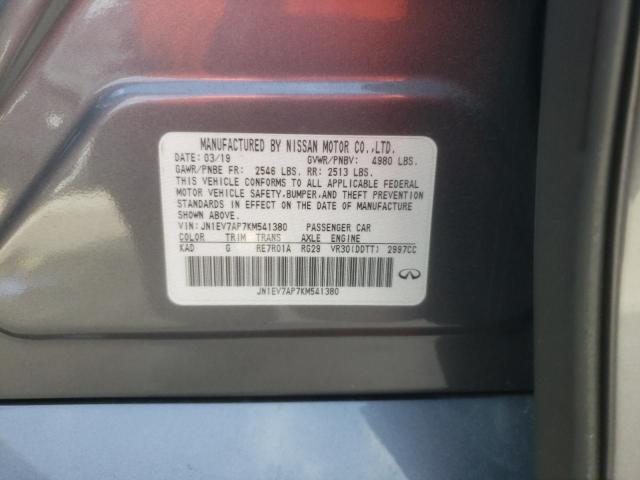 MANUFACTURED BY NISSAN MOTOR CO.,LTD.
DATE: 03/19 GVWR/PNBV: 4980 LBS.
GAWR/PNBE FR: 2546 LBS. RR: 2513 LBS.
THIS VEHICLE CONFORMS TO ALL APPLICABLE FEDERAL
MOTOR VEHICLE SAFETY, BUMPER, AND THEFT PREVENTION
STANDARDS IN EFFECT ON THE DATE OF MANUFACTURE
SHOWN ABOVE.
VIN: JN1EV7AP7KM541380 PASSENGER CAR
COLOR TRIM TRANS AXLE ENGINE
KAD G RE7R01A RG29 VR30(DDTT) 2997CC
JN1EV7AP7KM541380